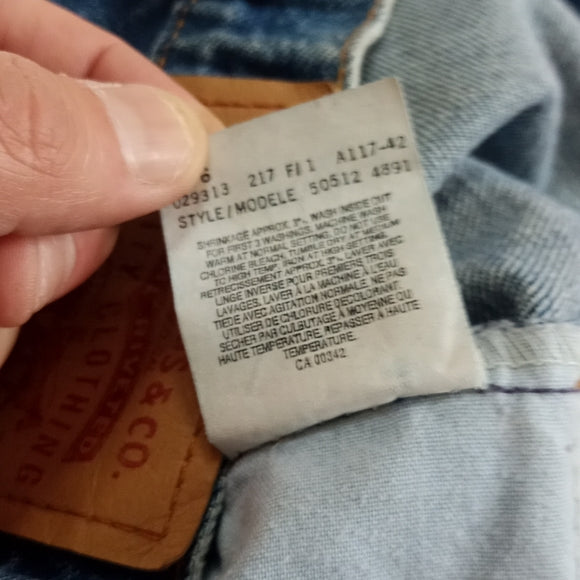 6
029313 217 F/1 A117-42
STYLE/MODELE 50512 4891
SHRINKAGE APPROX. 3%. WASH INSIDE OUT
FOR FIRST 3 WASHINGS, MACHINE WASH
WARM AT NORMAL SETTING, DO NOT USE
CHLORINE BLEACH, TUMBLE DRY AT MEDIUM
TO HIGH TEMP, IRON AT HIGH SETTING.
RETRECISSEMENT APPROX. 3%. LAVER AVEC
LINGE INVERSE POUR PREMIERES TROIS
LAVAGES, LAVER À LA MACHINE À L'EAU
TIEDE AVEC AGITATION NORMALE, NE PAS
UTILISER DE CHLORURE DECOLORANT.
SECHER PAR CULBUTAGE À MOYENNE OU
HAUTE TEMPERATURE, REPASSER À HAUTE
TEMPERATURE.
CA 00342
S & CO.
CLOTHING